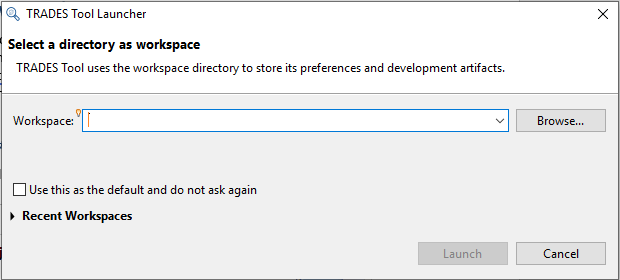 TRADES Tool Launcher
Select a directory as workspace
TRADES Tool uses the workspace directory to store its preferences and development artifacts.
Workspace: Browse...
Use this as the default and do not ask again
Recent Workspaces
Launch Cancel